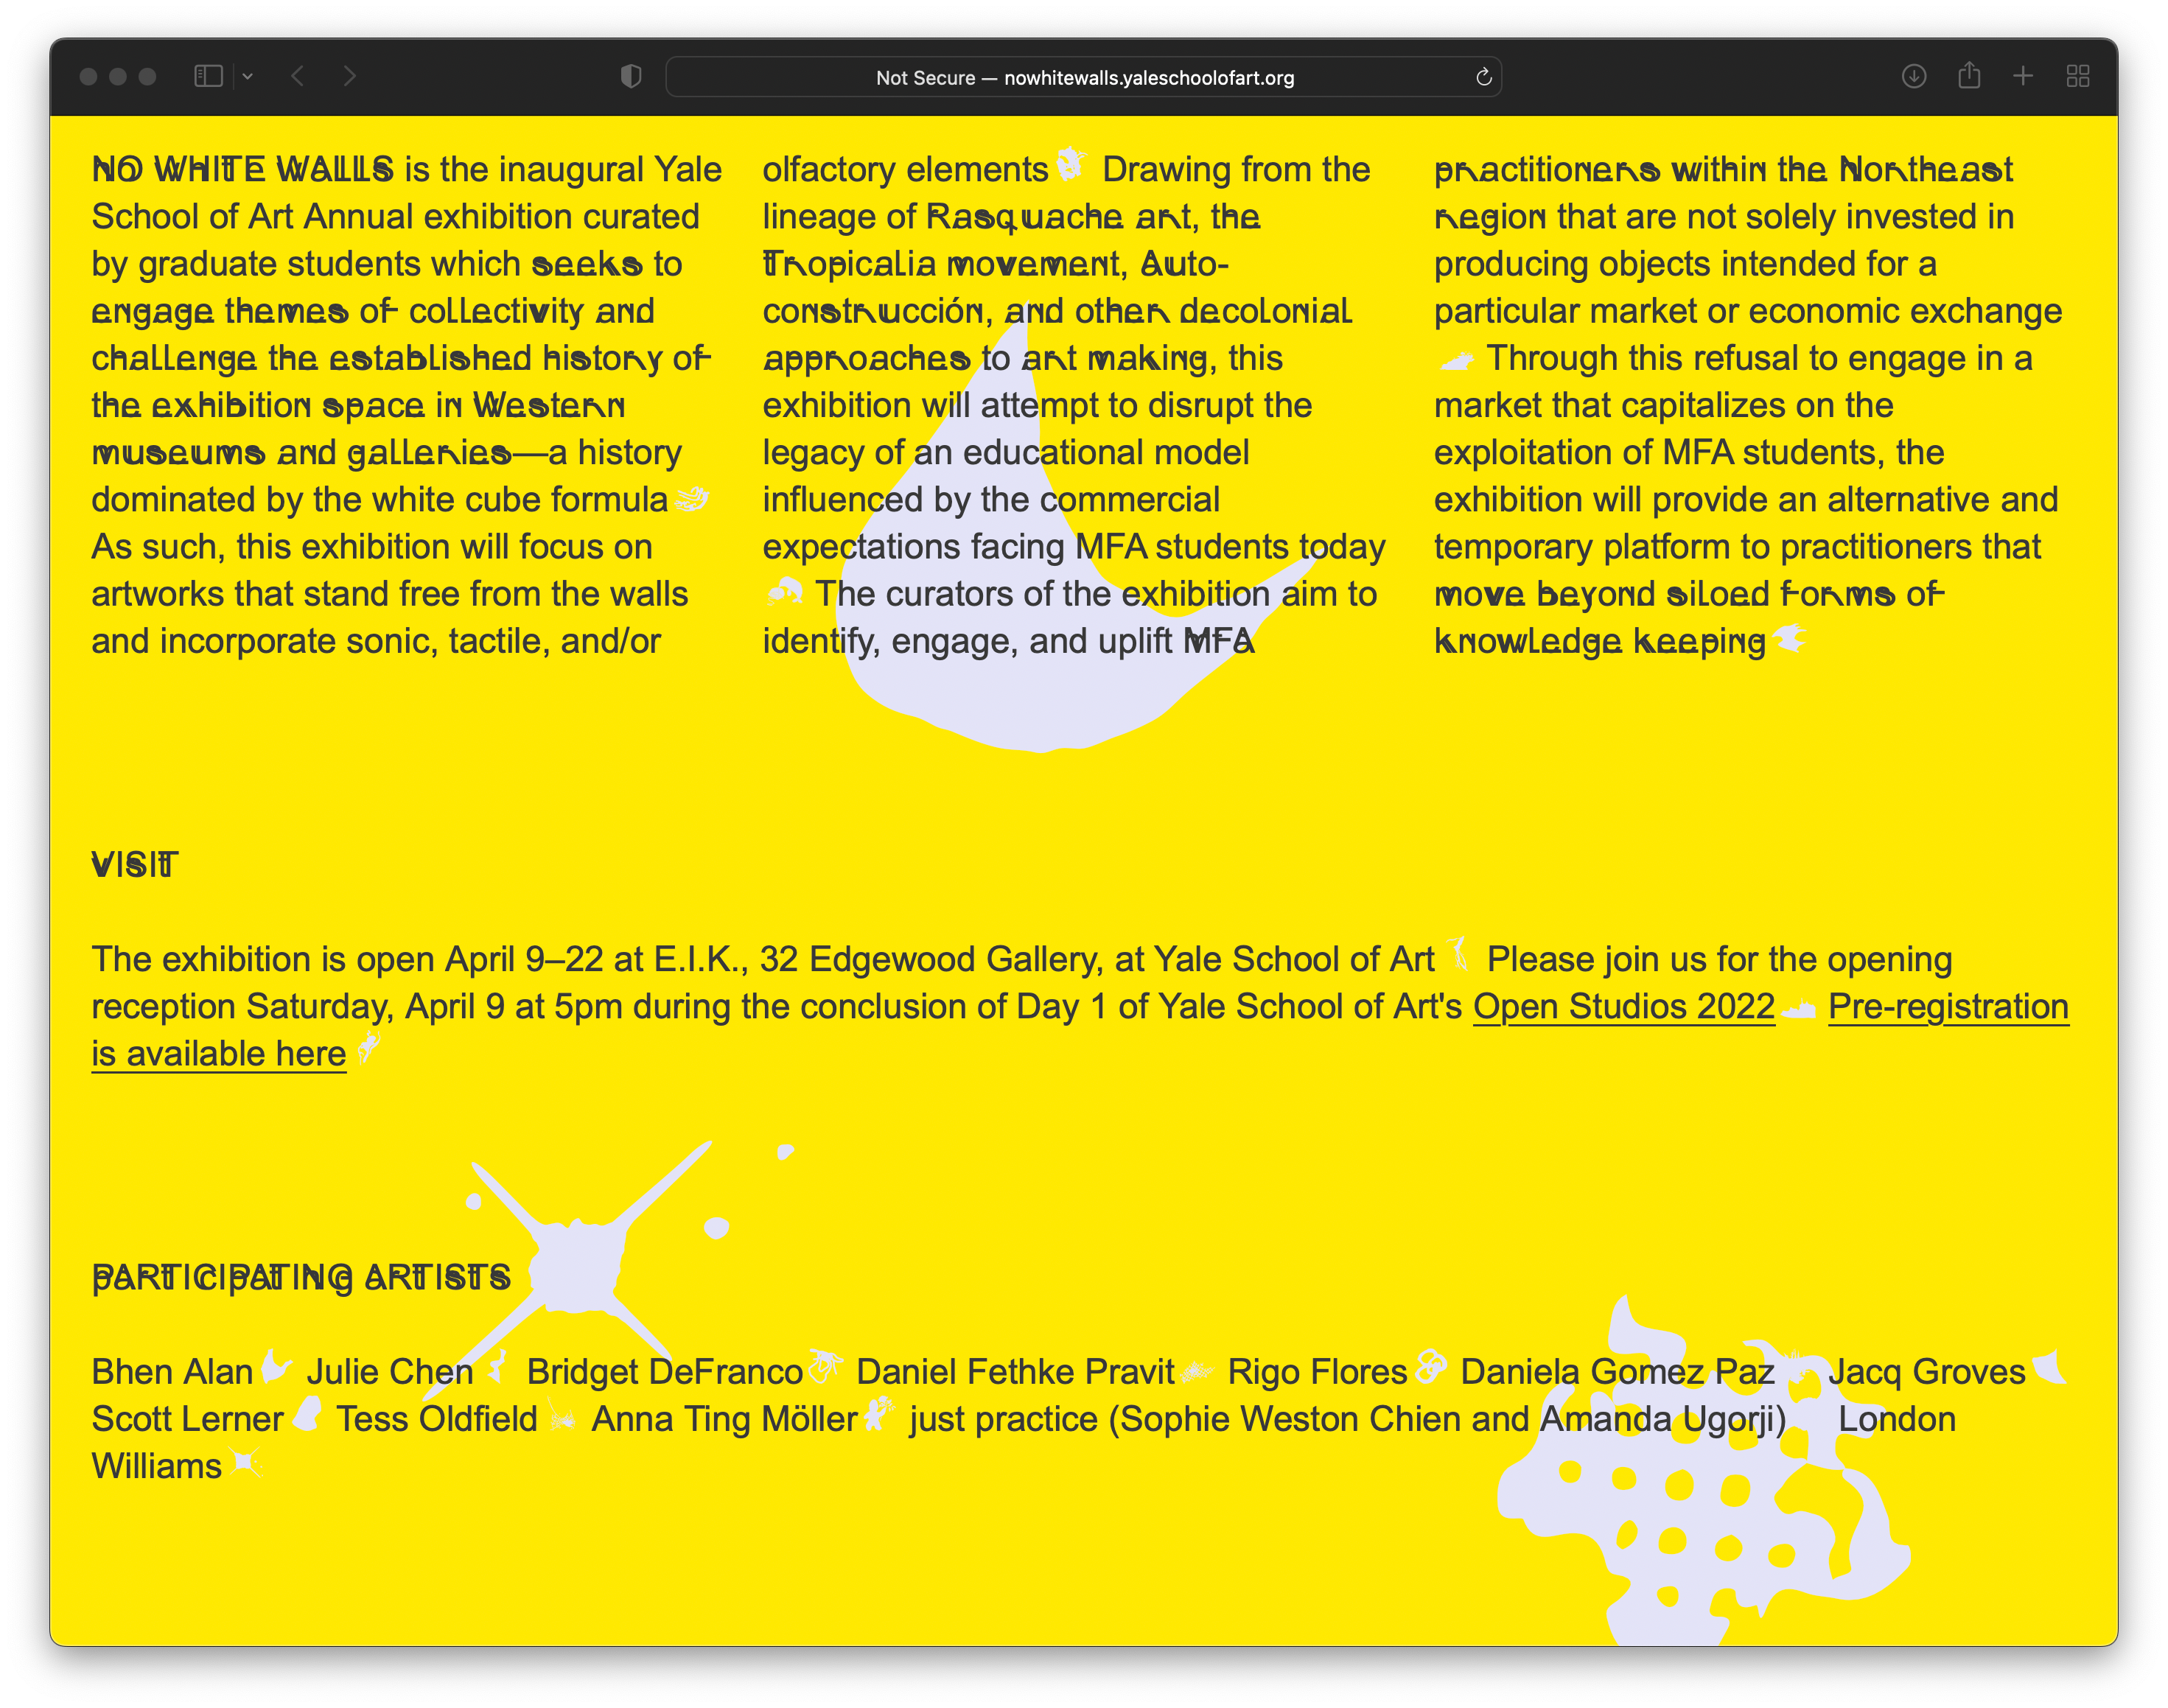 Not Secure — nowhitewalls.yaleschoolofart.org
NO WHITE WALLS is the inaugural Yale
School of Art Annual exhibition curated
by graduate students which seeks to
engage themes of collectivity and
challenge the established history of
the exhibition space in Western
museums and galleries—a history
dominated by the white cube formula
As such, this exhibition will focus on
artworks that stand free from the walls
and incorporate sonic, tactile, and/or
olfactory elements Drawing from the
lineage of Rasquache art, the
Tropicalia movement, Auto-
construcción, and other decolonial
approaches to art making, this
exhibition will attempt to disrupt the
legacy of an educational model
influenced by the commercial
expectations facing MFA students today
The curators of the exhibition aim to
identify, engage, and uplift MFA
practitioners within the Northeast
region that are not solely invested in
producing objects intended for a
particular market or economic exchange
Through this refusal to engage in a
market that capitalizes on the
exploitation of MFA students, the
exhibition will provide an alternative and
temporary platform to practitioners that
move beyond siloed forms of
knowledge keeping
VISIT
The exhibition is open April 9–22 at E.I.K., 32 Edgewood Gallery, at Yale School of Art Please join us for the opening
reception Saturday, April 9 at 5pm during the conclusion of Day 1 of Yale School of Art's Open Studios 2022 Pre-registration
is available here
PARTICIPATING ARTISTS
Bhen Alan Julie Chen Bridget DeFranco Daniel Fethke Pravit Rigo Flores Daniela Gomez Paz Jacq Groves
Scott Lerner Tess Oldfield Anna Ting Möller just practice (Sophie Weston Chien and Amanda Ugorji) London
Williams